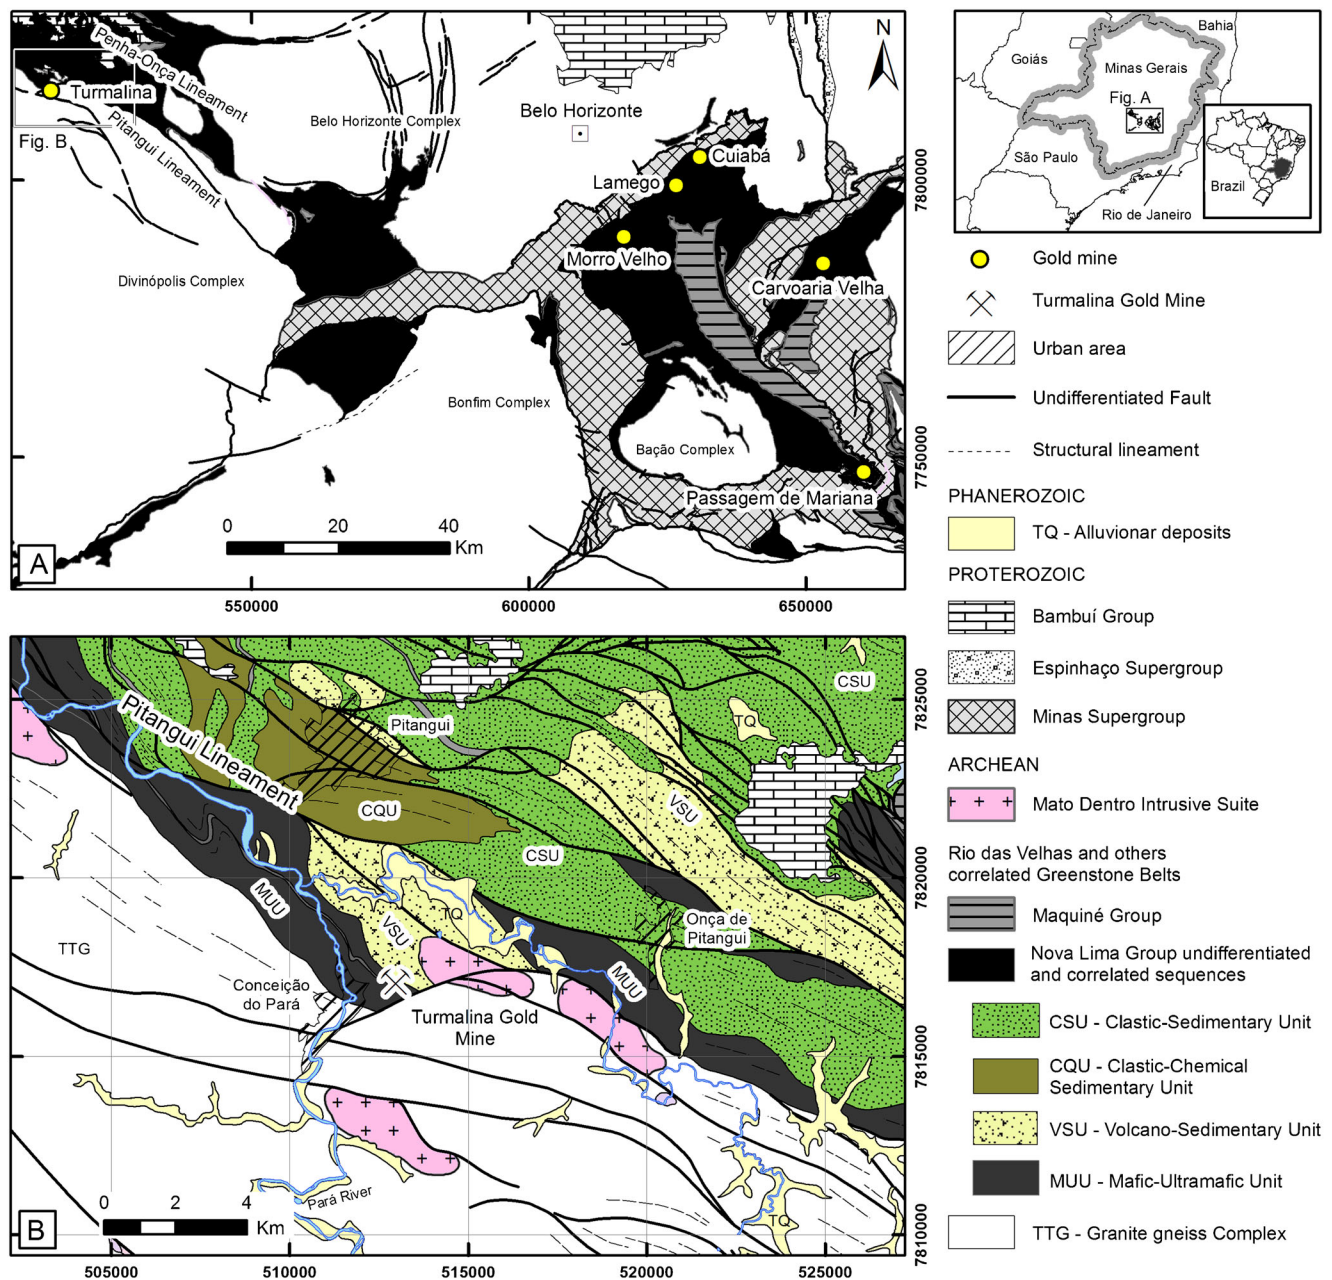 N
Penha-Onça Lineament
Turmalina
Fig. B
Pitangui Lineament
Belo Horizonte Complex
Belo Horizonte
Cuiabá
Lamego
Morro Velho
Carvoaria Velha
Divinópolis Complex
Bonfim Complex
Bação Complex
Passagem de Mariana
0 20 40
Km
A
550000 600000 650000
7800000
7750000
Bahia
Goiás
Minas Gerais
Fig. A
São Paulo
Brazil
Rio de Janeiro
Gold mine
Turmalina Gold Mine
Urban area
Undifferentiated Fault
Structural lineament
PHANEROZOIC
TQ - Alluvionar deposits
PROTEROZOIC
Bambuí Group
Espinhaço Supergroup
Minas Supergroup
ARCHEAN
Mato Dentro Intrusive Suite
Rio das Velhas and others
correlated Greenstone Belts
Maquiné Group
Nova Lima Group undifferentiated
and correlated sequences
CSU - Clastic-Sedimentary Unit
CQU - Clastic-Chemical
Sedimentary Unit
VSU - Volcano-Sedimentary Unit
MUU - Mafic-Ultramafic Unit
TTG - Granite gneiss Complex
CSU
Pitangui Lineament
Pitangui
TQ
CQU
VSU
CSU
MUU
TQ
VSU
Onça de
Pitangui
TTG
MUU
Conceição
do Pará
Turmalina Gold
Mine
Pará River
TQ
0 2 4
Km
B
505000 510000 515000 520000 525000
7825000
7820000
7815000
7810000